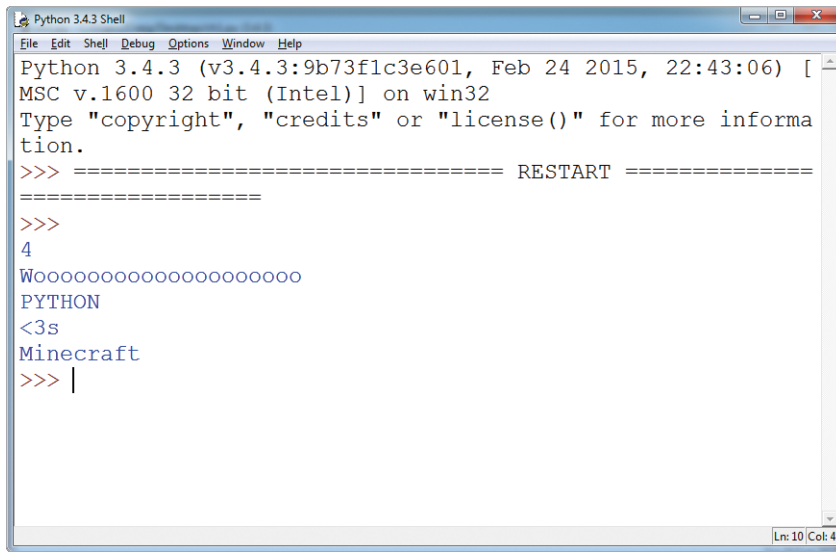 Python 3.4.3 Shell
File Edit Shell Debug Options Window Help
Python 3.4.3 (v3.4.3:9b73f1c3e601, Feb 24 2015, 22:43:06) [
MSC v.1600 32 bit (Intel)] on win32
Type "copyright", "credits" or "license()" for more informa
tion.
>>> ================================ RESTART ==============
==================
>>>
4
Woooooooooooooooooooo
PYTHON
<3s
Minecraft
>>>
Ln: 10 Col: 4